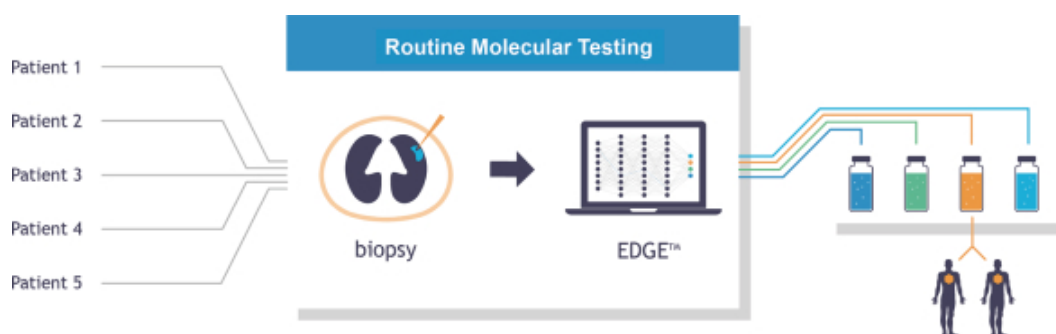 Routine Molecular Testing
Patient 1
Patient 2
Patient 3
Patient 4
Patient 5
biopsy
EDGE™